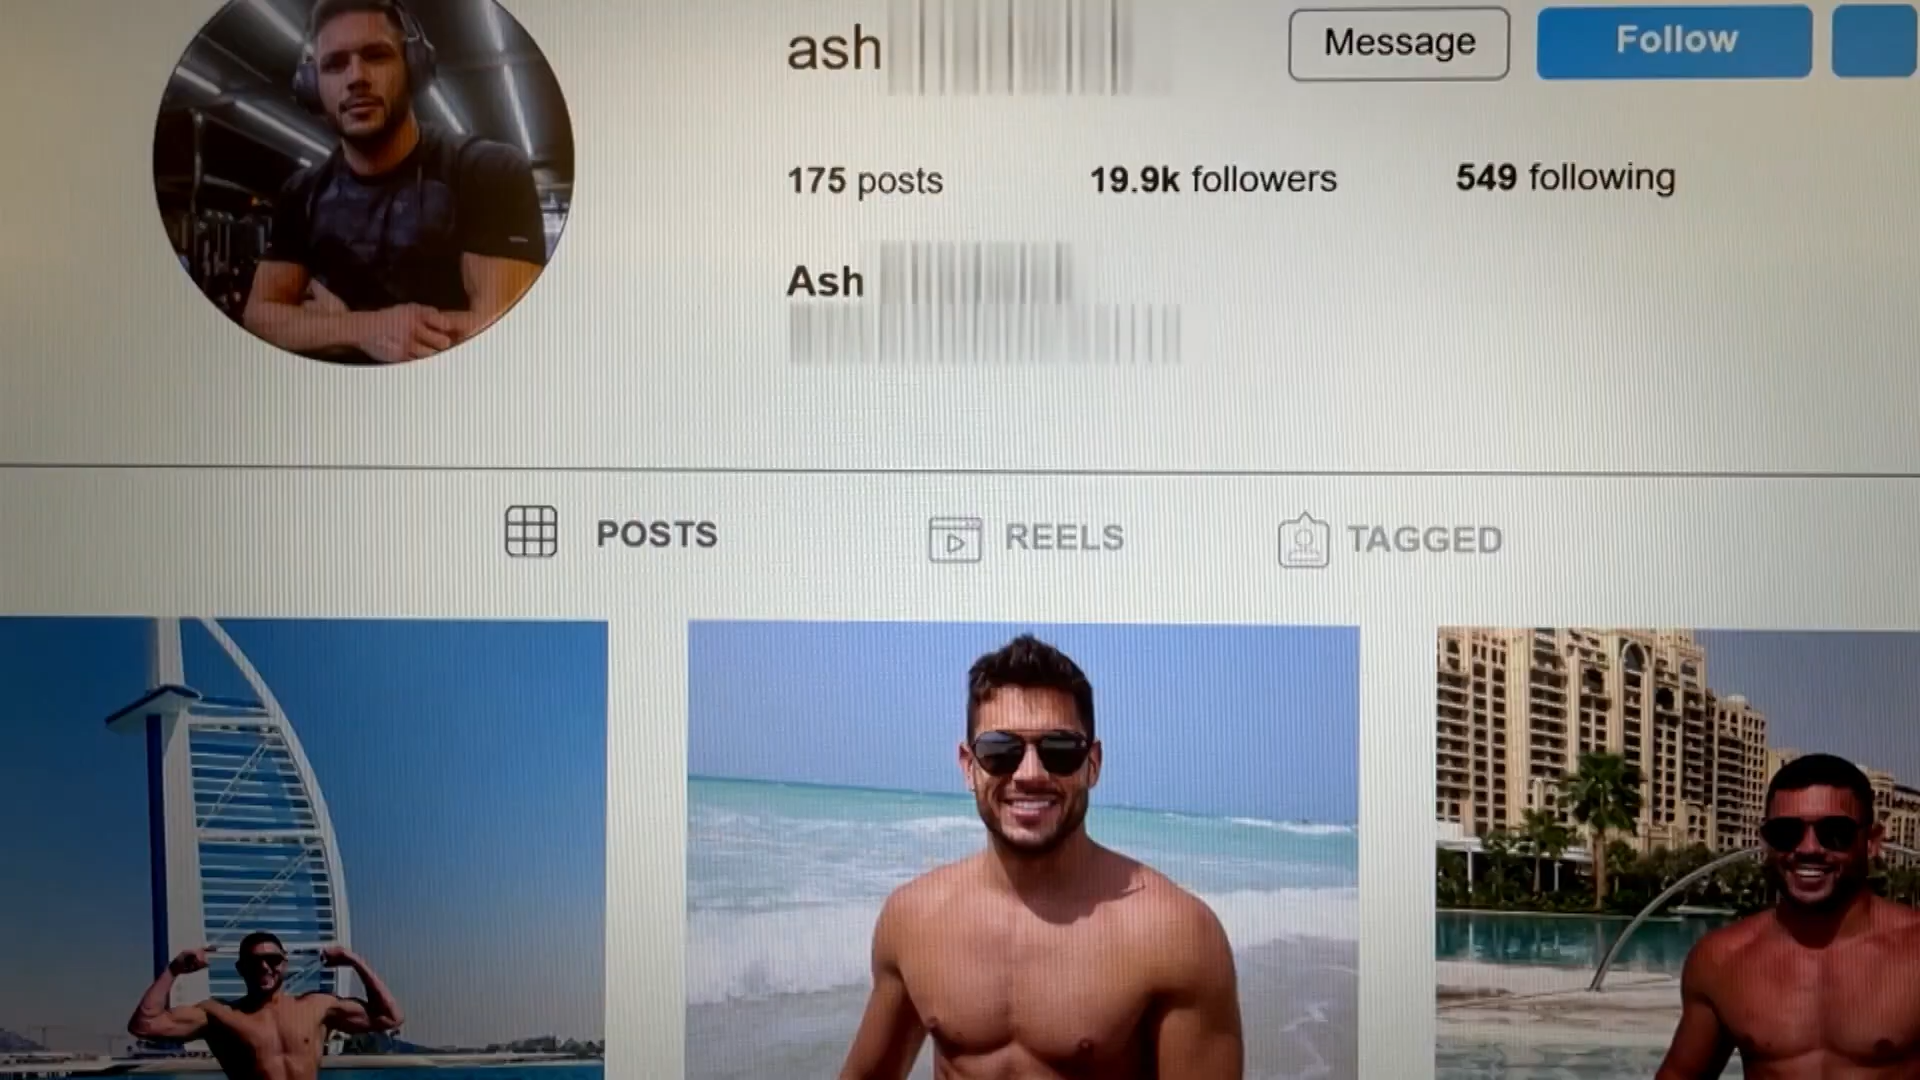 ash
Message
Follow
175 posts
19.9k followers
549 following
Ash
POSTS
REELS
TAGGED